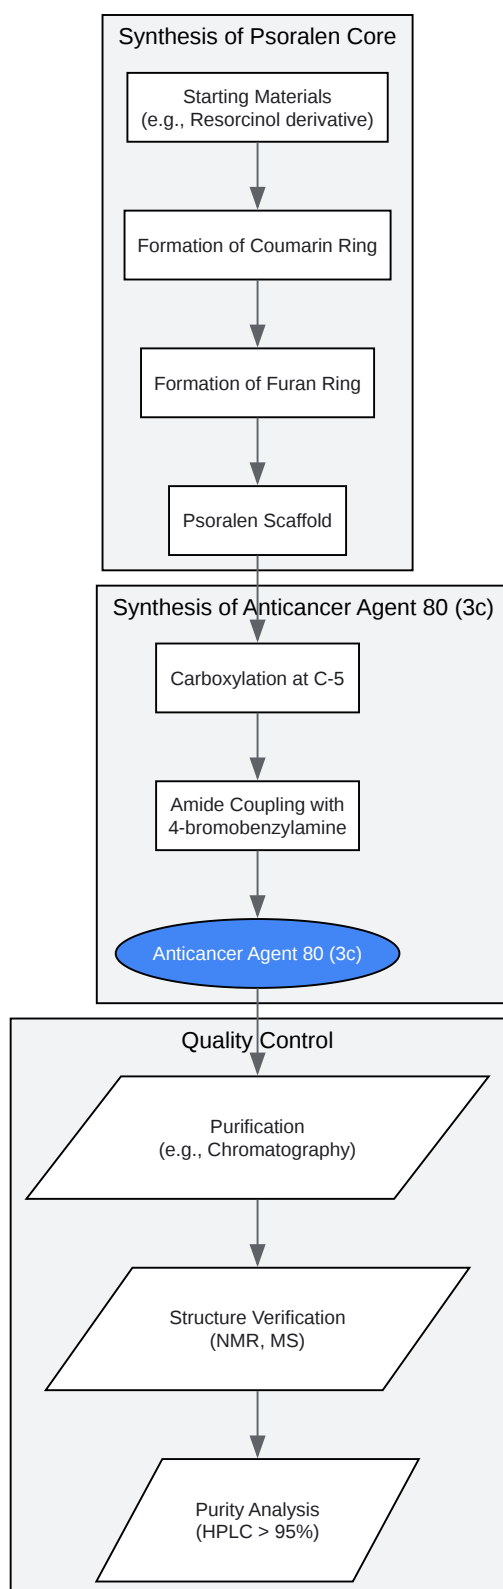 Synthesis of Psoralen Core
Starting Materials
(e.g., Resorcinol derivative)
Formation of Coumarin Ring
Formation of Furan Ring
Psoralen Scaffold
Synthesis of Anticancer Agent 80 (3c)
Carboxylation at C-5
Amide Coupling with
4-bromobenzylamine
Anticancer Agent 80 (3c)
Quality Control
Purification
(e.g., Chromatography)
Structure Verification
(NMR, MS)
Purity Analysis
(HPLC > 95%)